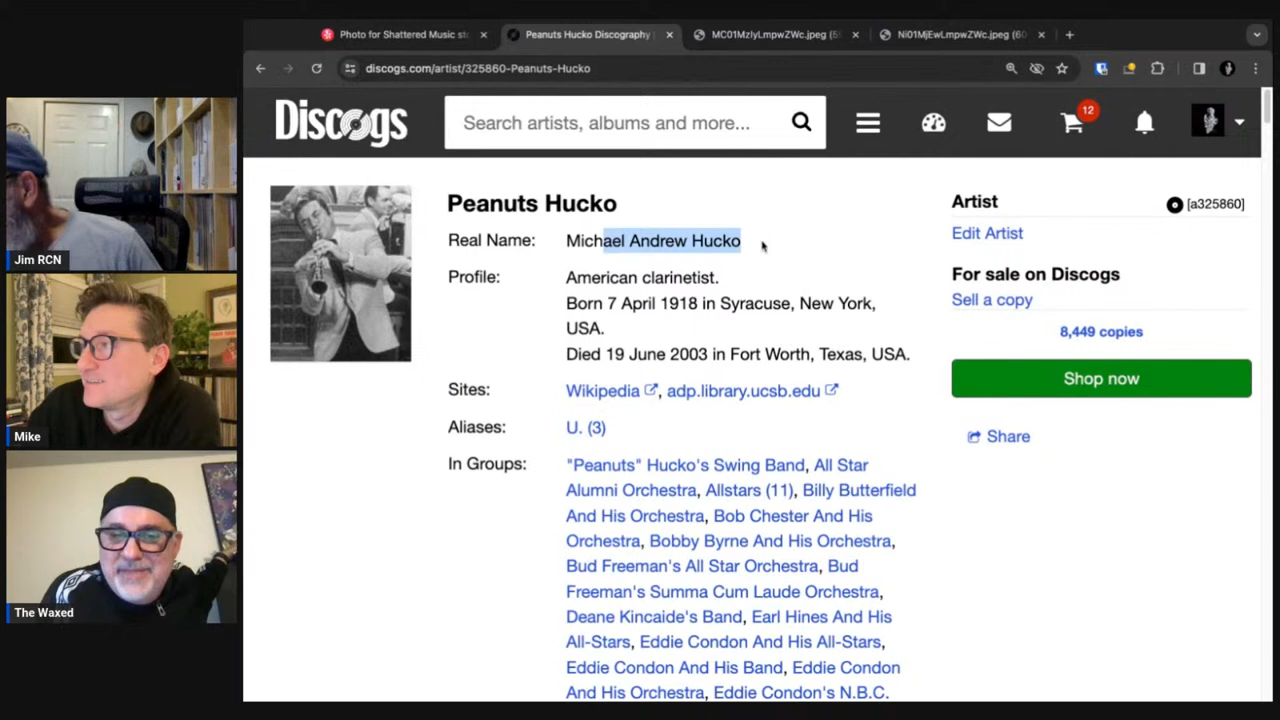 Photo for Shattered Music st
Peanuts Hucko Discography
MC01MzIyLmpwZWc.jpeg (5
Ni01MjEwLmpwZWc.jpeg (60
discogs.com/artist/325860-Peanuts-Hucko
Discogs
Search artists, albums and more...
12
Peanuts Hucko
Real Name: Michael Andrew Hucko
Profile: American clarinetist.
Born 7 April 1918 in Syracuse, New York,
USA.
Died 19 June 2003 in Fort Worth, Texas, USA.
Sites: Wikipedia, adp.library.ucsb.edu
Aliases: U. (3)
In Groups: "Peanuts" Hucko's Swing Band, All Star
Alumni Orchestra, Allstars (11), Billy Butterfield
And His Orchestra, Bob Chester And His
Orchestra, Bobby Byrne And His Orchestra,
Bud Freeman's All Star Orchestra, Bud
Freeman's Summa Cum Laude Orchestra,
Deane Kincaide's Band, Earl Hines And His
All-Stars, Eddie Condon And His All-Stars,
Eddie Condon And His Band, Eddie Condon
And His Orchestra, Eddie Condon's N.B.C.
Artist
[a325860]
Edit Artist
For sale on Discogs
Sell a copy
8,449 copies
Shop now
Share
Jim RCN
Mike
The Waxed